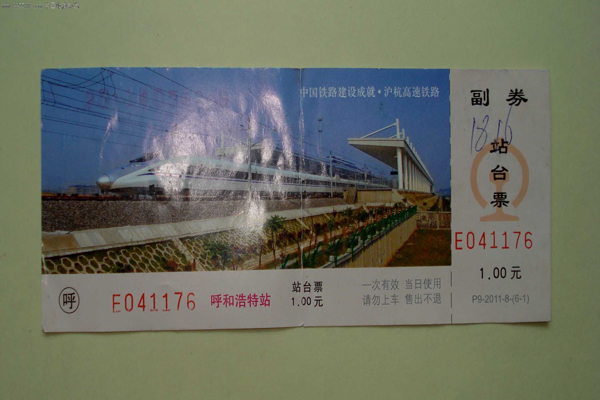 中国铁路建设成就·沪杭高速铁路
呼
E041176
呼和浩特站
站台票
1.00元
一次有效 当日使用
请勿上车 售出不退
副券
1816
站台票
E041176
1.00元
P9-2011-8-(6-1)